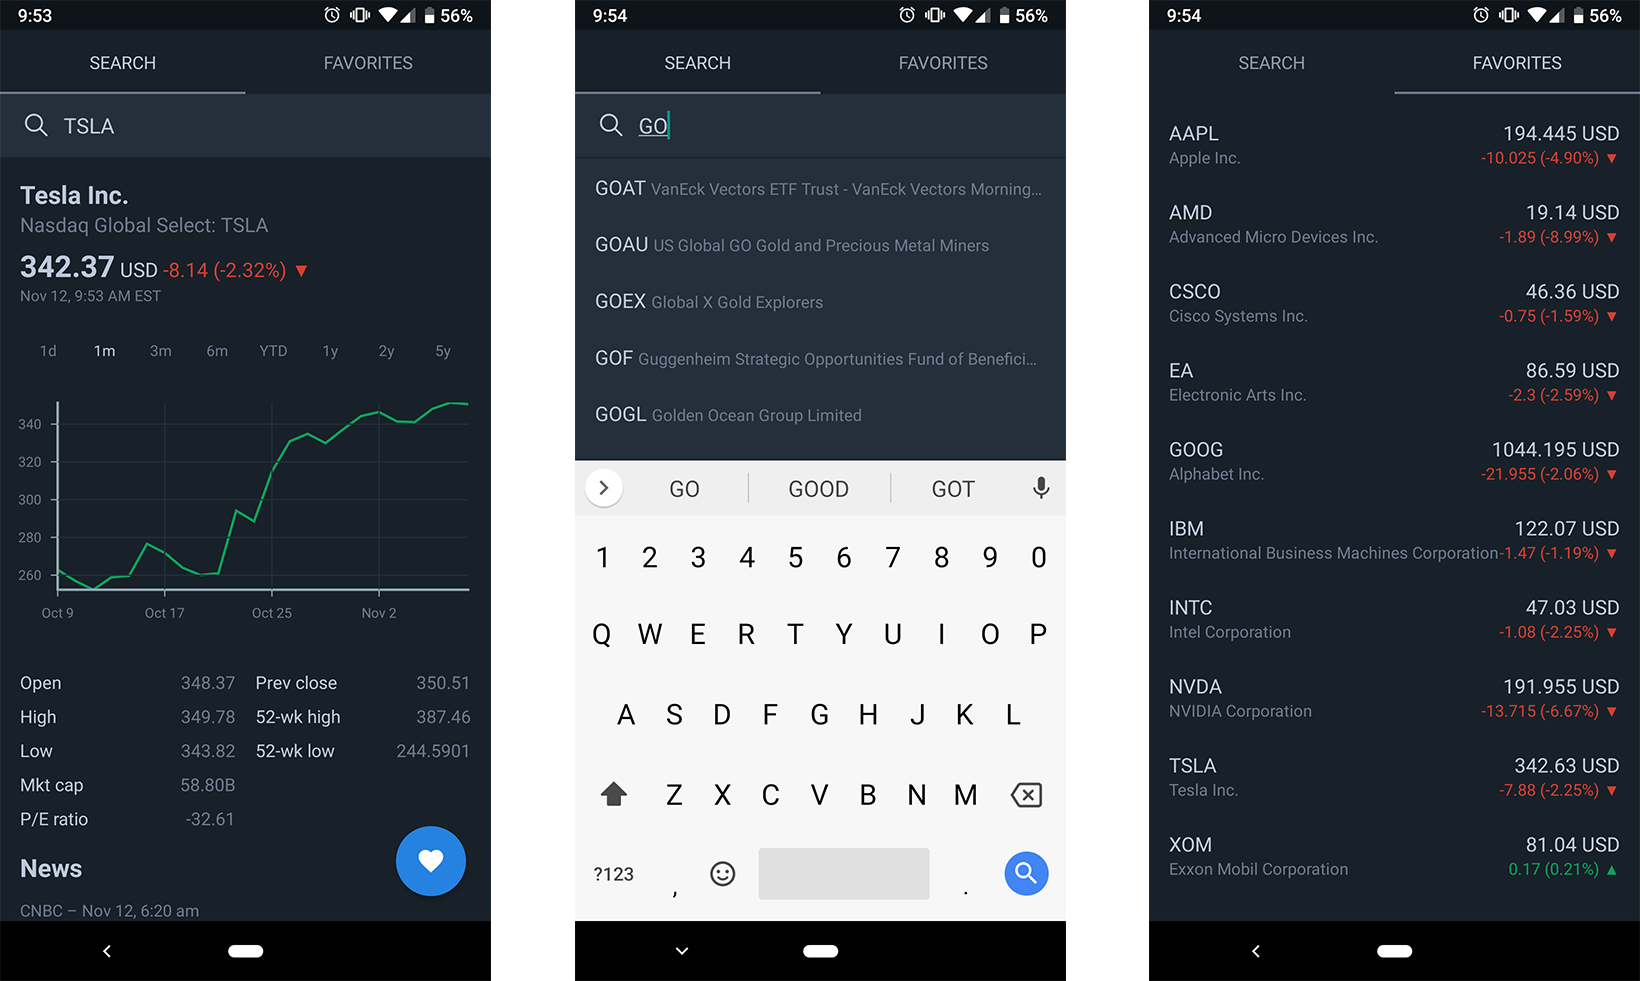 9:53
56%
SEARCH FAVORITES
TSLA
Tesla Inc.
Nasdaq Global Select: TSLA
342.37 USD -8.14 (-2.32%) ▼
Nov 12, 9:53 AM EST
1d 1m 3m 6m YTD 1y 2y 5y
340
320
300
280
260
Oct 9 Oct 17 Oct 25 Nov 2
Open 348.37 Prev close 350.51
High 349.78 52-wk high 387.46
Low 343.82 52-wk low 244.5901
Mkt cap 58.80B
P/E ratio -32.61
News
CNBC – Nov 12, 6:20 am
9:54
56%
SEARCH FAVORITES
GO
GOAT VanEck Vectors ETF Trust - VanEck Vectors Morning...
GOAU US Global GO Gold and Precious Metal Miners
GOEX Global X Gold Explorers
GOF Guggenheim Strategic Opportunities Fund of Benefici...
GOGL Golden Ocean Group Limited
GO GOOD GOT
1 2 3 4 5 6 7 8 9 0
Q W E R T Y U I O P
A S D F G H J K L
Z X C V B N M
?123 , .
9:54
56%
SEARCH FAVORITES
AAPL 194.445 USD
Apple Inc. -10.025 (-4.90%) ▼
AMD 19.14 USD
Advanced Micro Devices Inc. -1.89 (-8.99%) ▼
CSCO 46.36 USD
Cisco Systems Inc. -0.75 (-1.59%) ▼
EA 86.59 USD
Electronic Arts Inc. -2.3 (-2.59%) ▼
GOOG 1044.195 USD
Alphabet Inc. -21.955 (-2.06%) ▼
IBM 122.07 USD
International Business Machines Corporation -1.47 (-1.19%) ▼
INTC 47.03 USD
Intel Corporation -1.08 (-2.25%) ▼
NVDA 191.955 USD
NVIDIA Corporation -13.715 (-6.67%) ▼
TSLA 342.63 USD
Tesla Inc. -7.88 (-2.25%) ▼
XOM 81.04 USD
Exxon Mobil Corporation 0.17 (0.21%) ▲